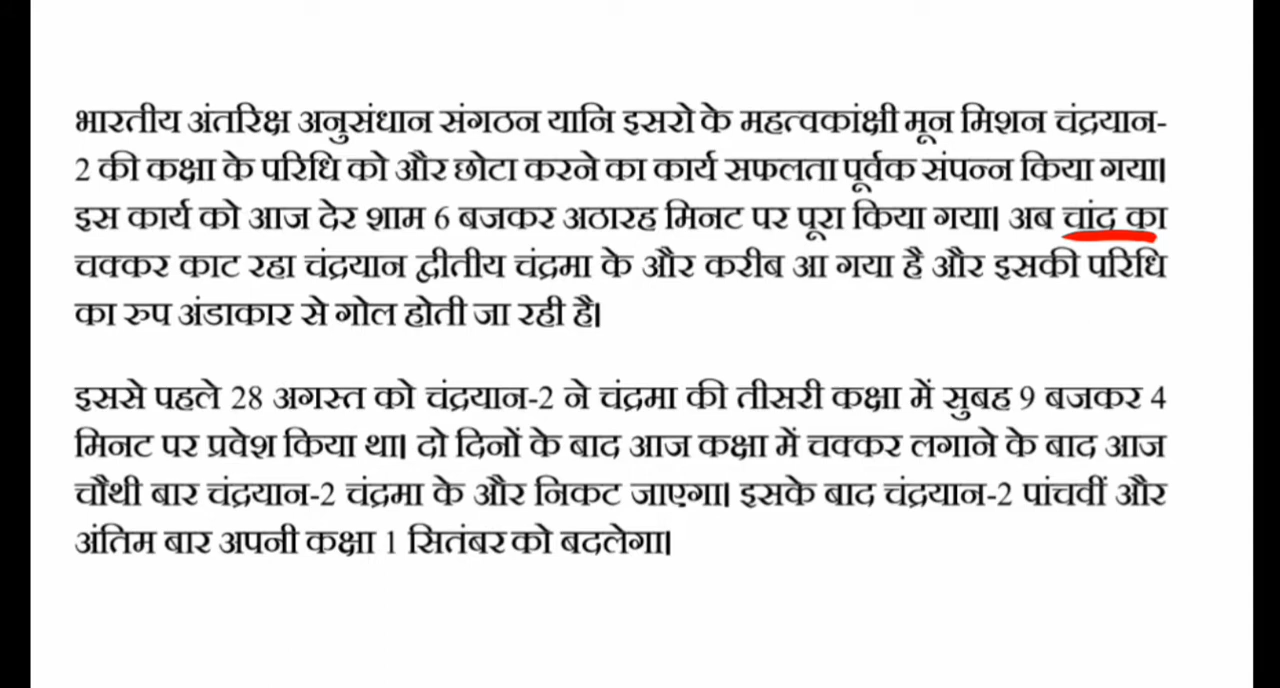 भारतीय अंतरिक्ष अनुसंधान संगठन यानि इसरो के महत्वकांक्षी मून मिशन चंद्रयान-
2 की कक्षा के परिधि को और छोटा करने का कार्य सफलता पूर्वक संपन्न किया गया।
इस कार्य को आज देर शाम 6 बजकर अठारह मिनट पर पूरा किया गया। अब चांद का
चक्कर काट रहा चंद्रयान द्वीतीय चंद्रमा के और करीब आ गया है और इसकी परिधि
का रुप अंडाकार से गोल होती जा रही है।
इससे पहले 28 अगस्त को चंद्रयान-2 ने चंद्रमा की तीसरी कक्षा में सुबह 9 बजकर 4
मिनट पर प्रवेश किया था। दो दिनों के बाद आज कक्षा में चक्कर लगाने के बाद आज
चौथी बार चंद्रयान-2 चंद्रमा के और निकट जाएगा। इसके बाद चंद्रयान-2 पांचवीं और
अंतिम बार अपनी कक्षा 1 सितंबर को बदलेगा।